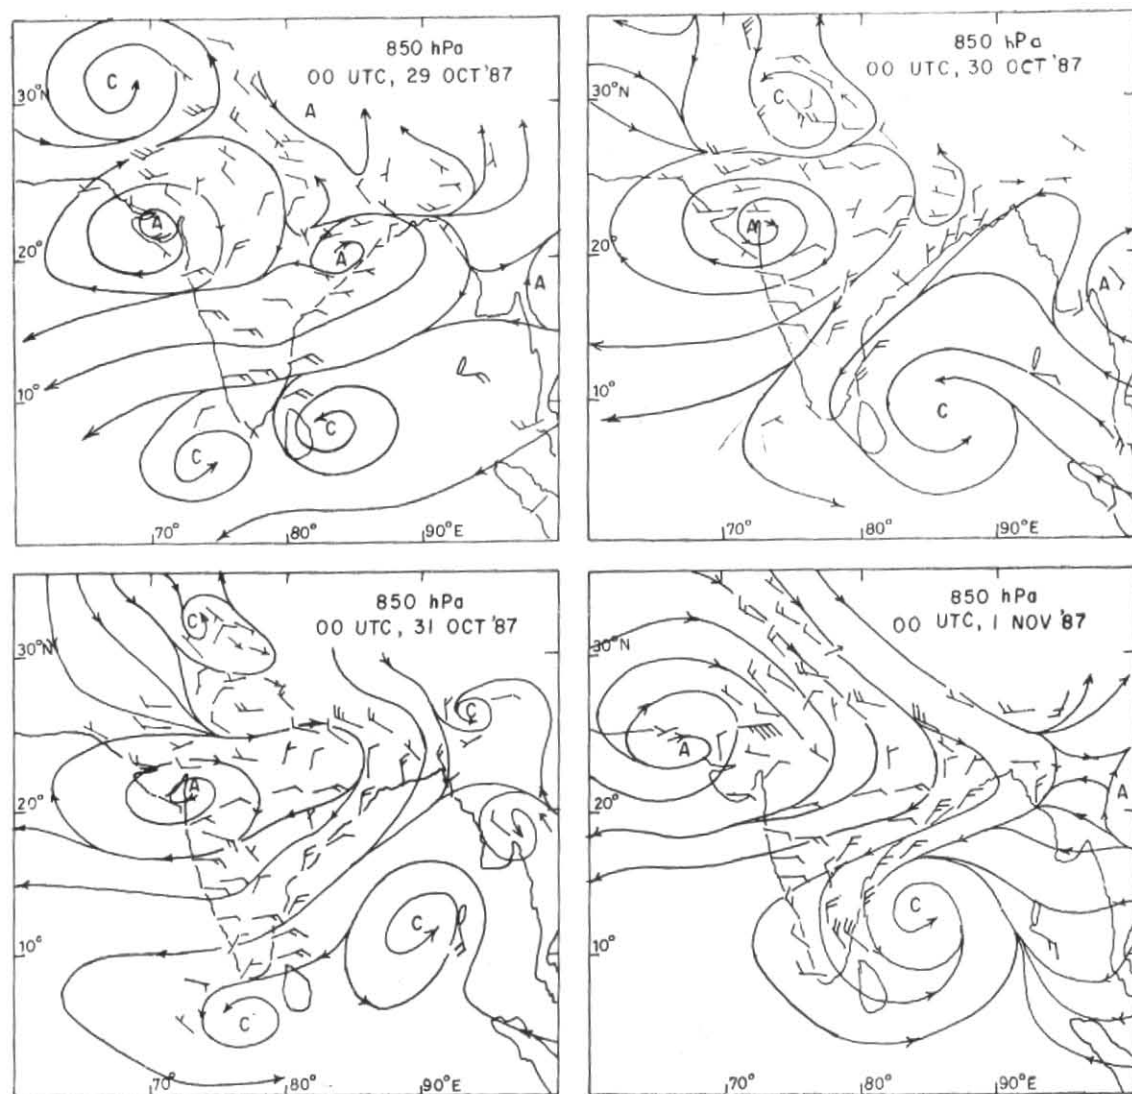 850 hPa
00 UTC, 29 OCT'87
C
30°N
A
A
20°
A
A
10°
C
C
70°
80°
90°E
850 hPa
00 UTC, 30 OCT'87
C
30°N
A
20°
A
10°
C
70°
80°
90°E
850 hPa
00 UTC, 31 OCT'87
C
30°N
C
A
20°
C
10°
C
70°
80°
90°E
850 hPa
00 UTC, 1 NOV '87
30°N
A
A
20°
C
10°
70°
80°
90°E